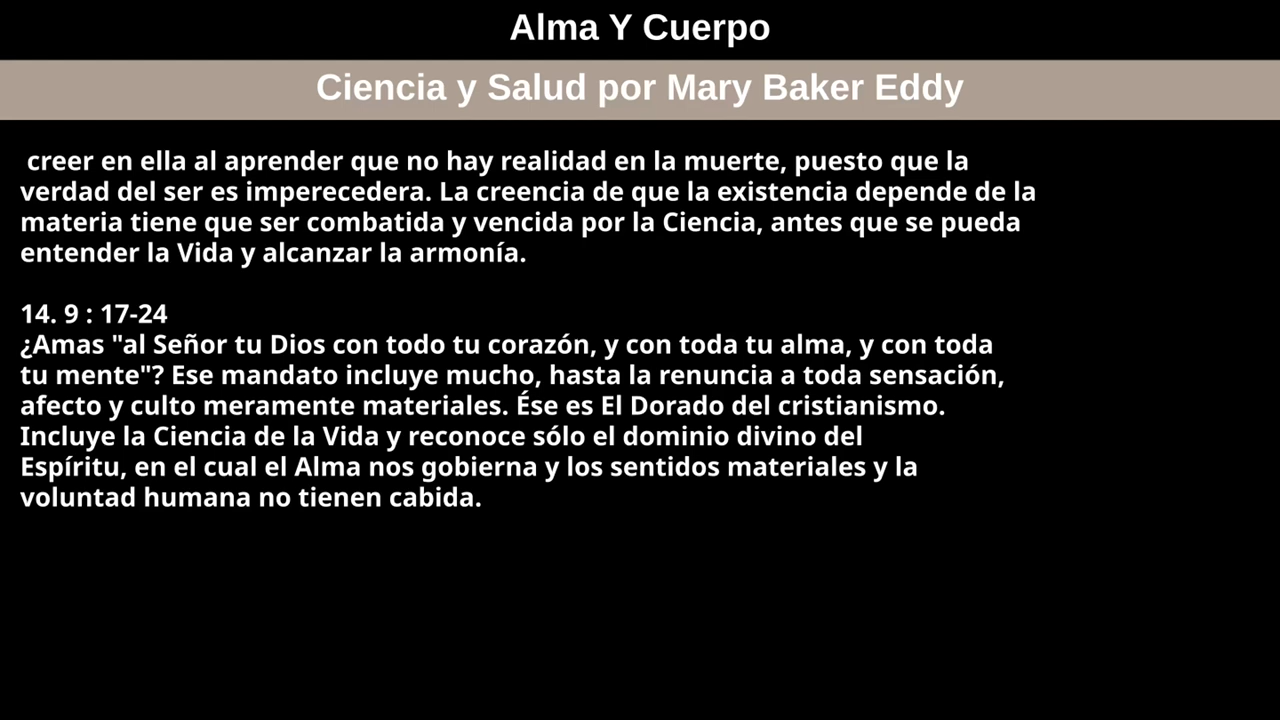 Alma Y Cuerpo
Ciencia y Salud por Mary Baker Eddy
creer en ella al aprender que no hay realidad en la muerte, puesto que la
verdad del ser es imperecedera. La creencia de que la existencia depende de la
materia tiene que ser combatida y vencida por la Ciencia, antes que se pueda
entender la Vida y alcanzar la armonía.
14. 9 : 17-24
¿Amas "al Señor tu Dios con todo tu corazón, y con toda tu alma, y con toda
tu mente"? Ese mandato incluye mucho, hasta la renuncia a toda sensación,
afecto y culto meramente materiales. Ése es El Dorado del cristianismo.
Incluye la Ciencia de la Vida y reconoce sólo el dominio divino del
Espíritu, en el cual el Alma nos gobierna y los sentidos materiales y la
voluntad humana no tienen cabida.